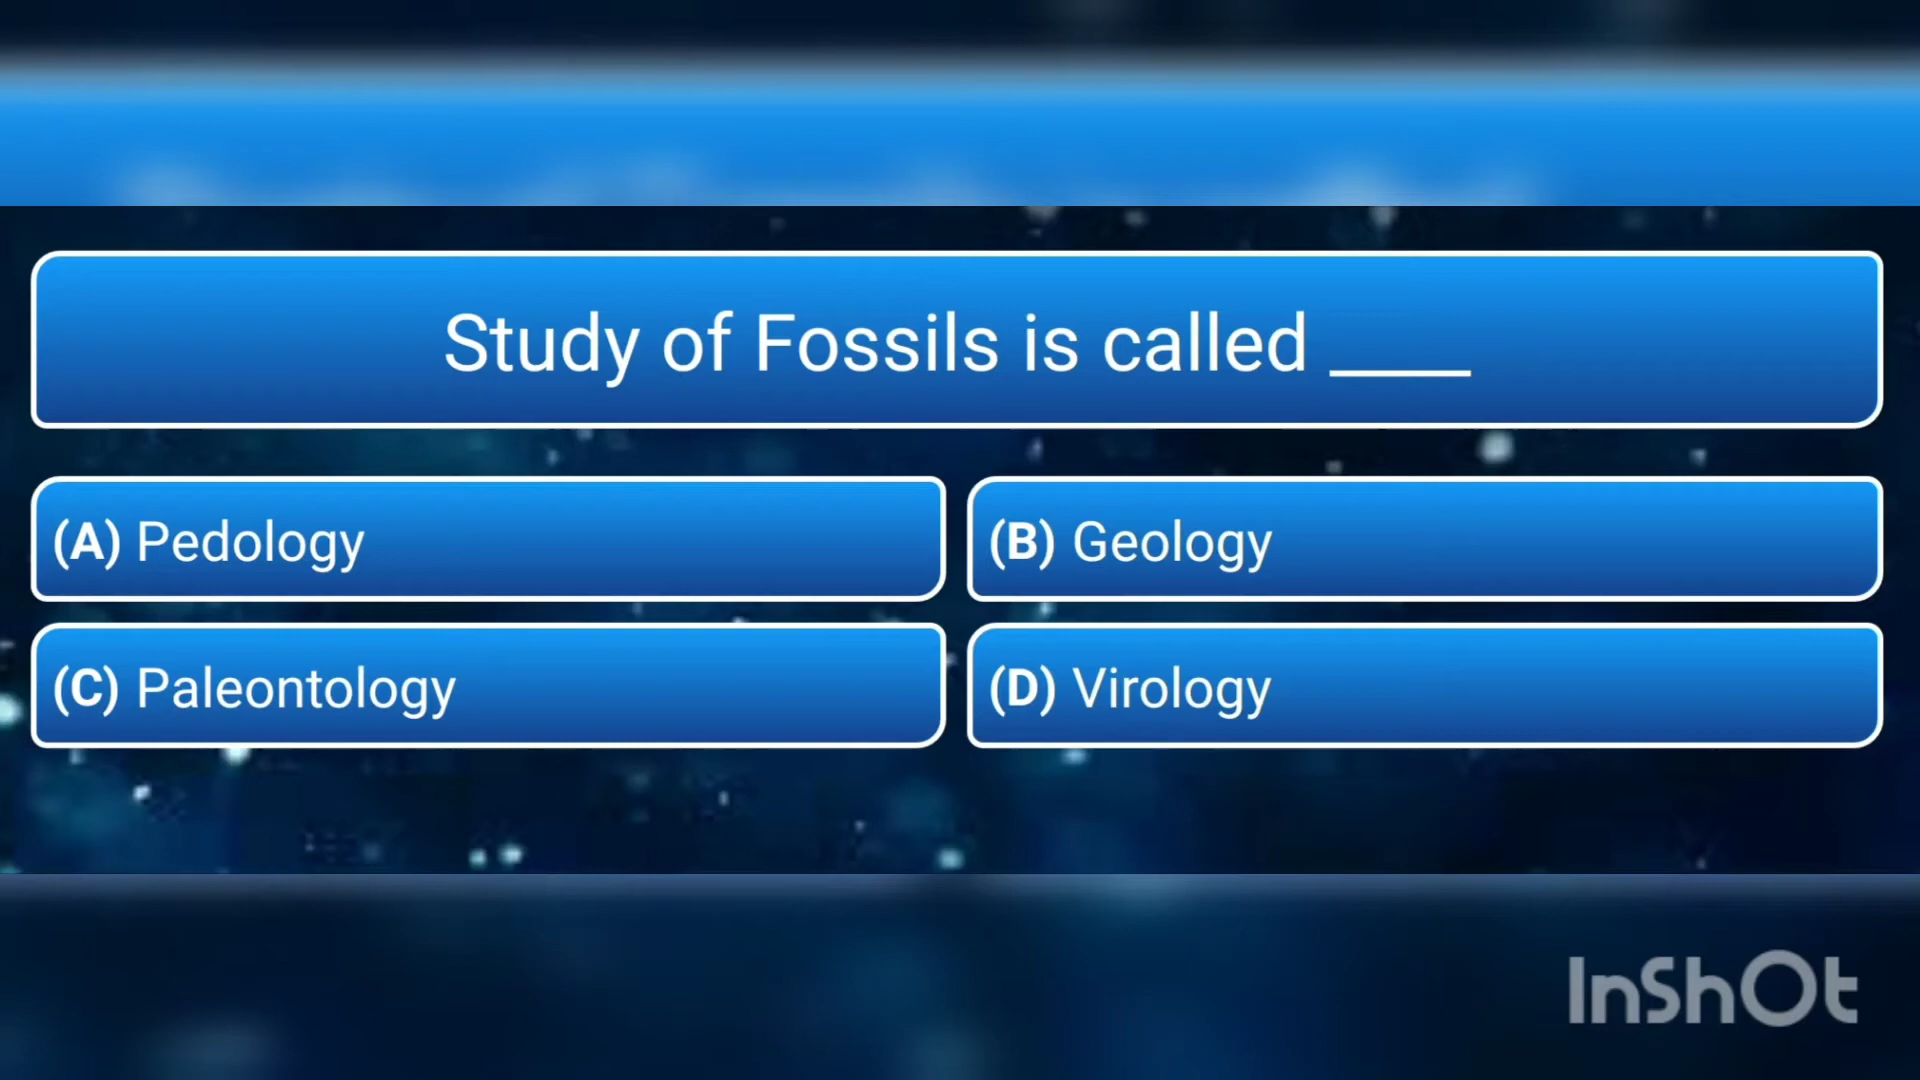 Study of Fossils is called ____
(A) Pedology
(B) Geology
(C) Paleontology
(D) Virology
InShOt